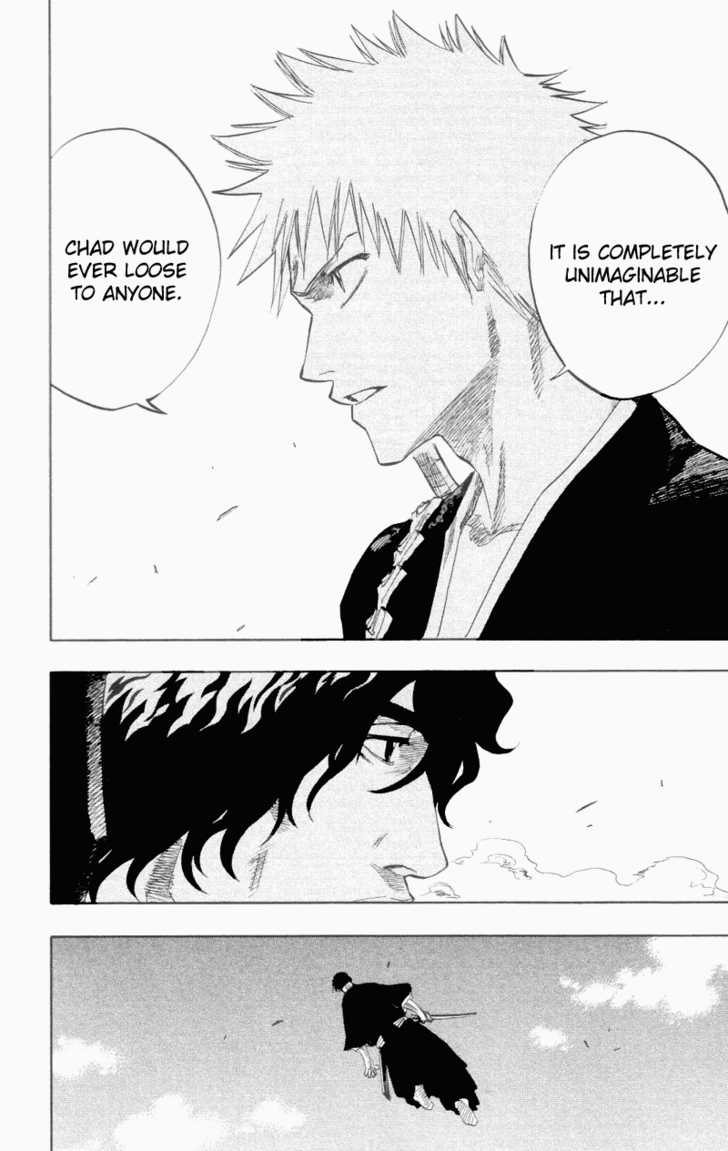 IT IS COMPLETELY
UNIMAGINABLE
THAT...
CHAD WOULD
EVER LOOSE
TO ANYONE.